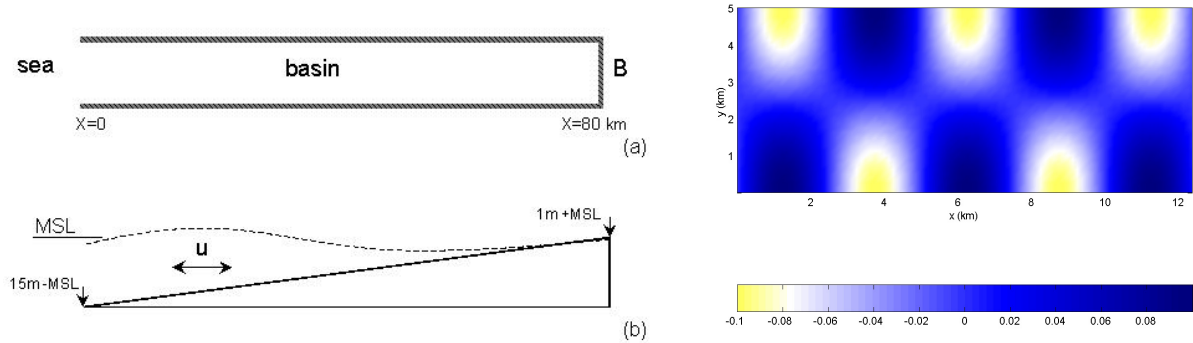 sea
basin
B
X=0
X=80 km
(a)
MSL
u
15m-MSL
1m +MSL
(b)
5
4
3
2
1
y (km)
2 4 6 8 10 12
x (km)
-0.1 -0.08 -0.06 -0.04 -0.02 0 0.02 0.04 0.06 0.08